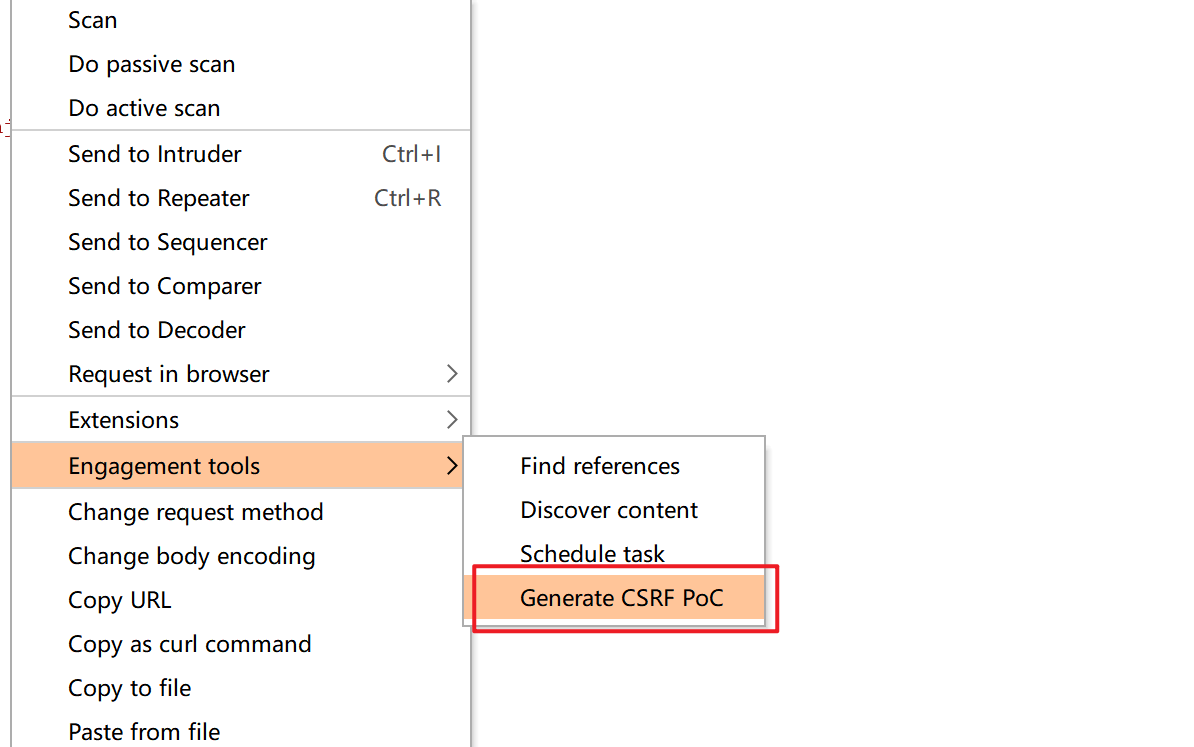 Scan
Do passive scan
Do active scan
Send to Intruder Ctrl+I
Send to Repeater Ctrl+R
Send to Sequencer
Send to Comparer
Send to Decoder
Request in browser
Extensions
Engagement tools
Find references
Discover content
Schedule task
Generate CSRF PoC
Change request method
Change body encoding
Copy URL
Copy as curl command
Copy to file
Paste from file